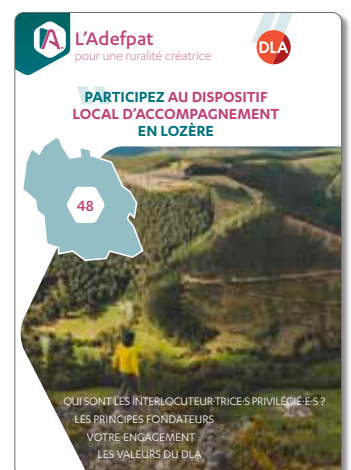 L'Adefpat
pour une ruralité créatrice
DLA
PARTICIPEZ AU DISPOSITIF
LOCAL D'ACCOMPAGNEMENT
EN LOZÈRE
48
QUI SONT LES INTERLOCUTEUR·TRICE·S PRIVILÉGIÉ·E·S ?
LES PRINCIPES FONDATEURS
VOTRE ENGAGEMENT
LES VALEURS DU DLA